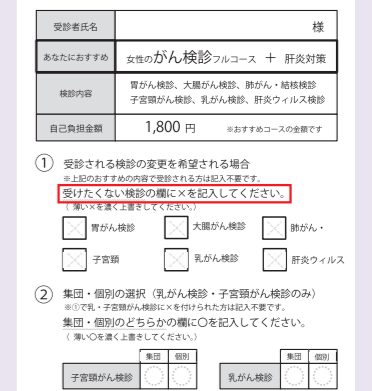 受診者氏名 様
あなたにおすすめ 女性のがん検診フルコース ＋ 肝炎対策
検診内容 胃がん検診、大腸がん検診、肺がん・結核検診
子宮頸がん検診、乳がん検診、肝炎ウィルス検診
自己負担金額 1,800 円 ※おすすめコースの金額です
① 受診される検診の変更を希望される場合
※上記のおすすめの内容で受診される方は記入不要です。
受けたくない検診の欄に×を記入してください。
（ 薄い×を濃く上書きしてください。）
胃がん検診 大腸がん検診 肺がん・
子宮頸 乳がん検診 肝炎ウィルス
② 集団・個別の選択（乳がん検診・子宮頸がん検診のみ）
※①で乳・子宮頸がん検診に×を付けられた方は記入不要です。
集団・個別のどちらかの欄に〇を記入してください。
（ 薄い〇を濃く上書きしてください。）
集団 個別 集団 個別
子宮頸がん検診 乳がん検診